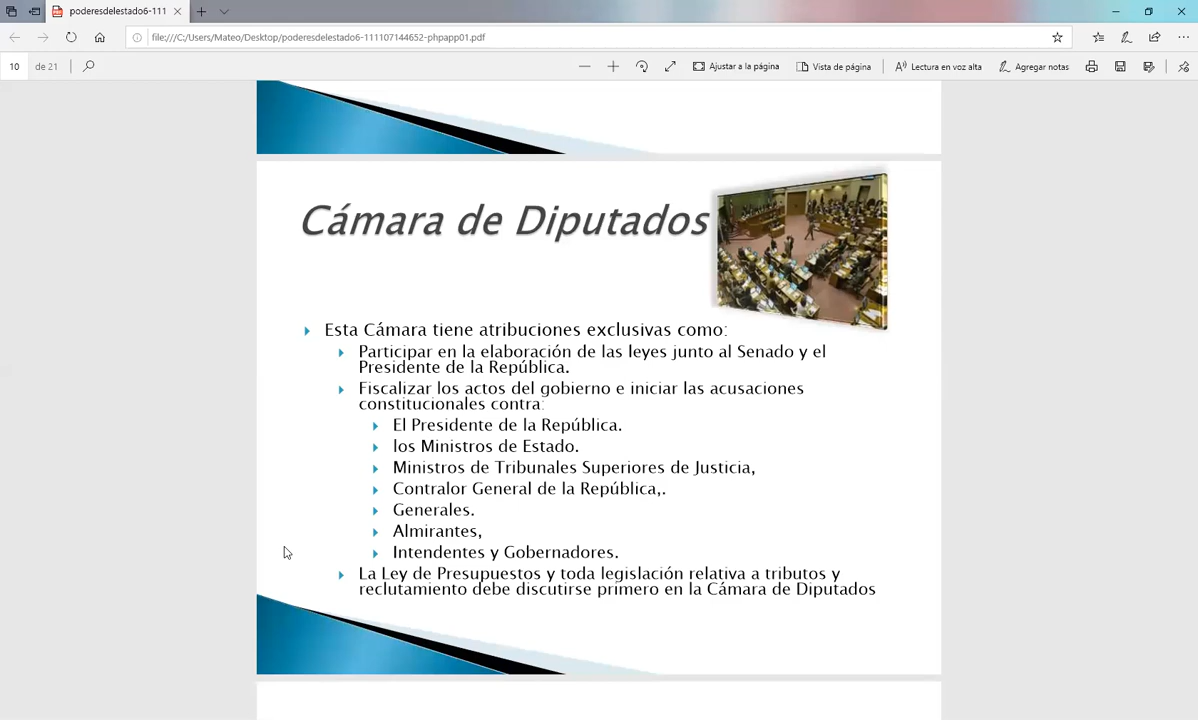 poderesdelestado6-111
file:///C:/Users/Mateo/Desktop/poderesdelestado6-111107144652-phpapp01.pdf
10 de 21 Ajustar a la página Vista de página Lectura en voz alta Agregar notas
Cámara de Diputados
Esta Cámara tiene atribuciones exclusivas como:
Participar en la elaboración de las leyes junto al Senado y el
Presidente de la República.
Fiscalizar los actos del gobierno e iniciar las acusaciones
constitucionales contra:
El Presidente de la República.
los Ministros de Estado.
Ministros de Tribunales Superiores de Justicia,
Contralor General de la República,.
Generales.
Almirantes,
Intendentes y Gobernadores.
La Ley de Presupuestos y toda legislación relativa a tributos y
reclutamiento debe discutirse primero en la Cámara de Diputados